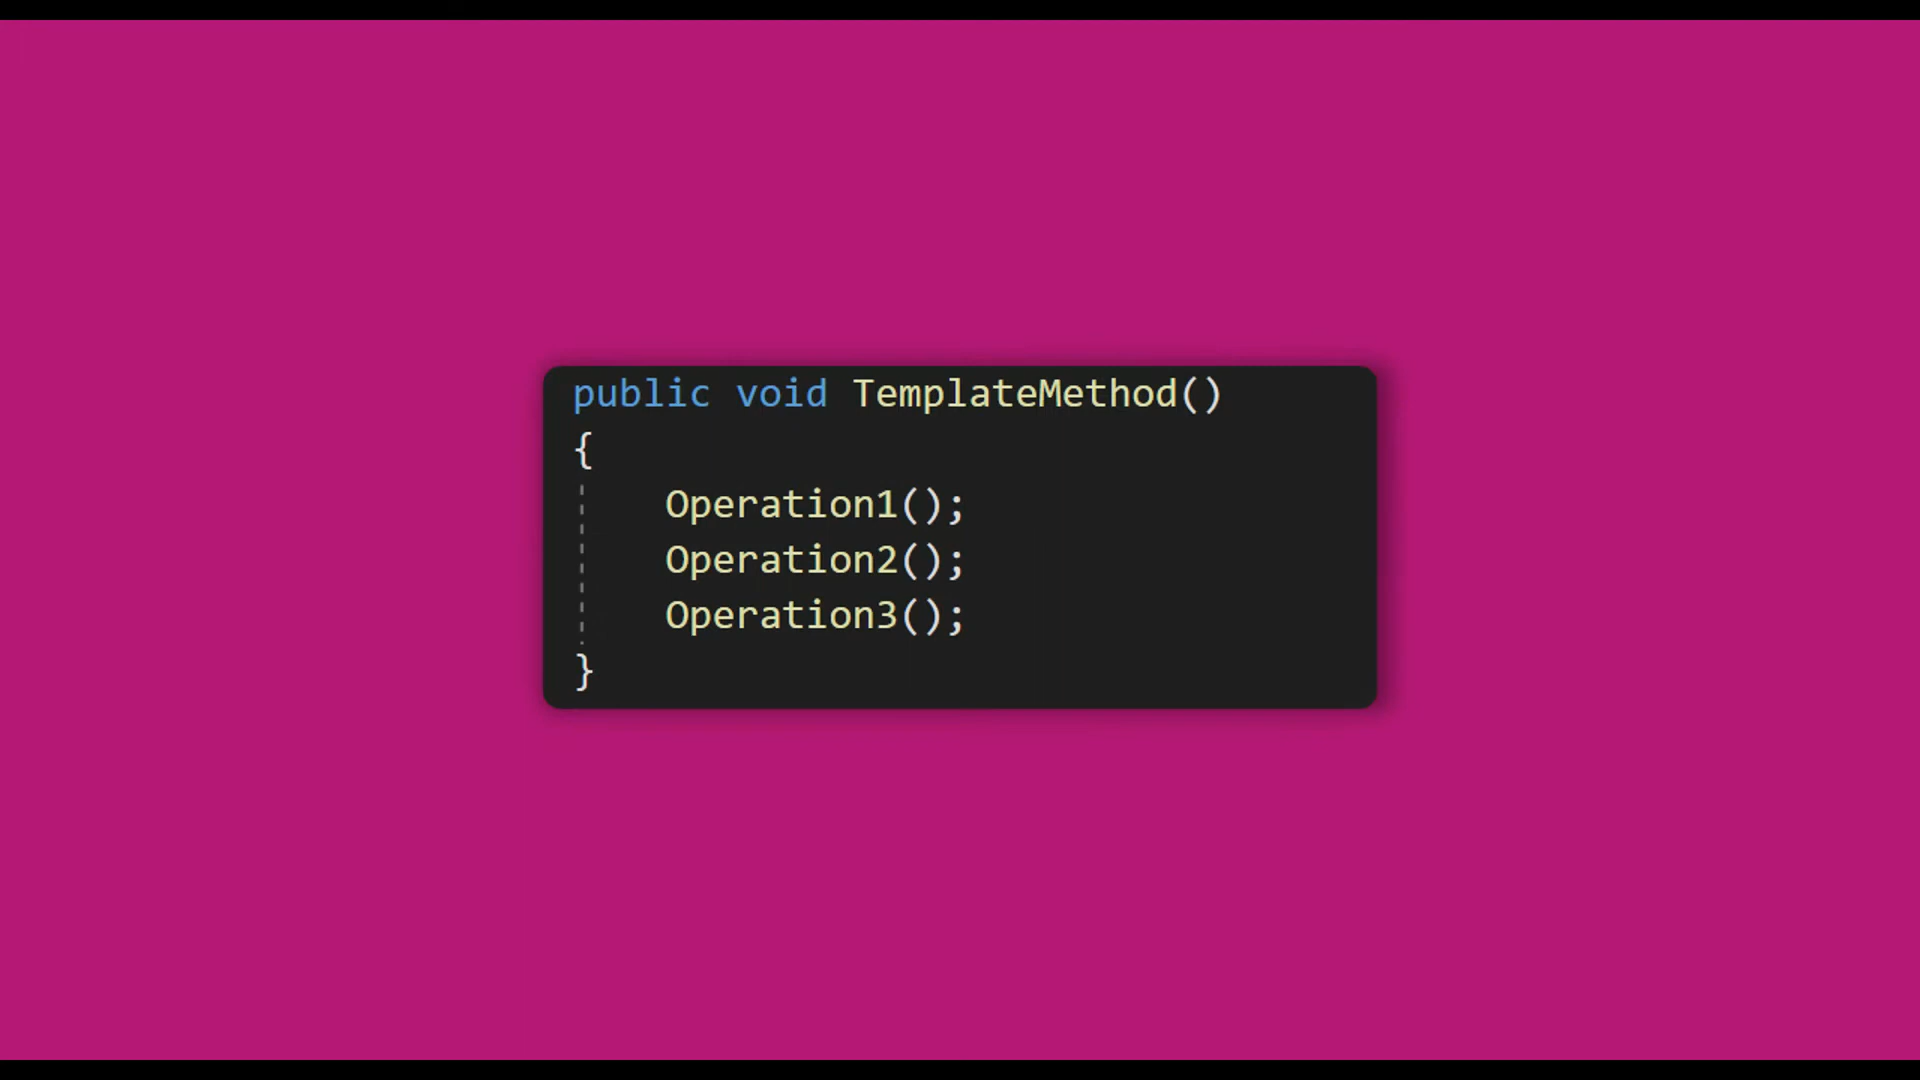 public void TemplateMethod()
{
Operation1();
Operation2();
Operation3();
}